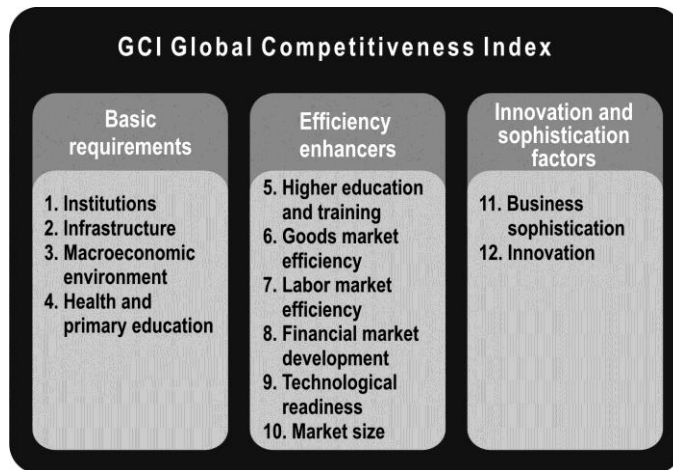 GCI Global Competitiveness Index
Basic
requirements
1. Institutions
2. Infrastructure
3. Macroeconomic
environment
4. Health and
primary education
Efficiency
enhancers
5. Higher education
and training
6. Goods market
efficiency
7. Labor market
efficiency
8. Financial market
development
9. Technological
readiness
10. Market size
Innovation and
sophistication
factors
11. Business
sophistication
12. Innovation